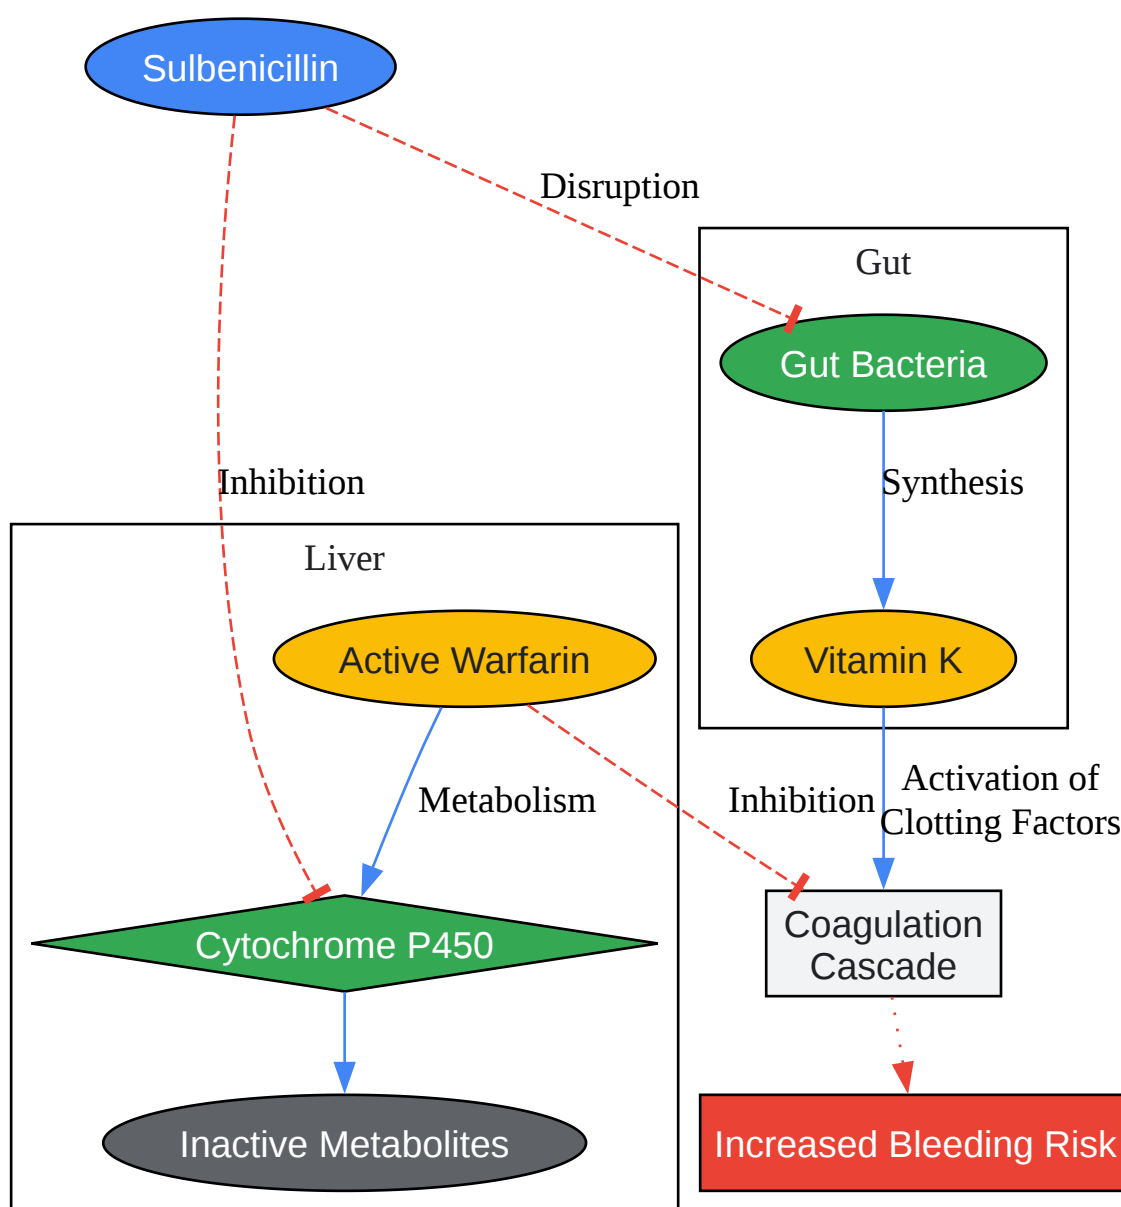 Sulbenicillin
Disruption
Gut
Gut Bacteria
Inhibition
Synthesis
Liver
Active Warfarin
Vitamin K
Metabolism
Inhibition
Activation of
Clotting Factors
Cytochrome P450
Coagulation
Cascade
Inactive Metabolites
Increased Bleeding Risk